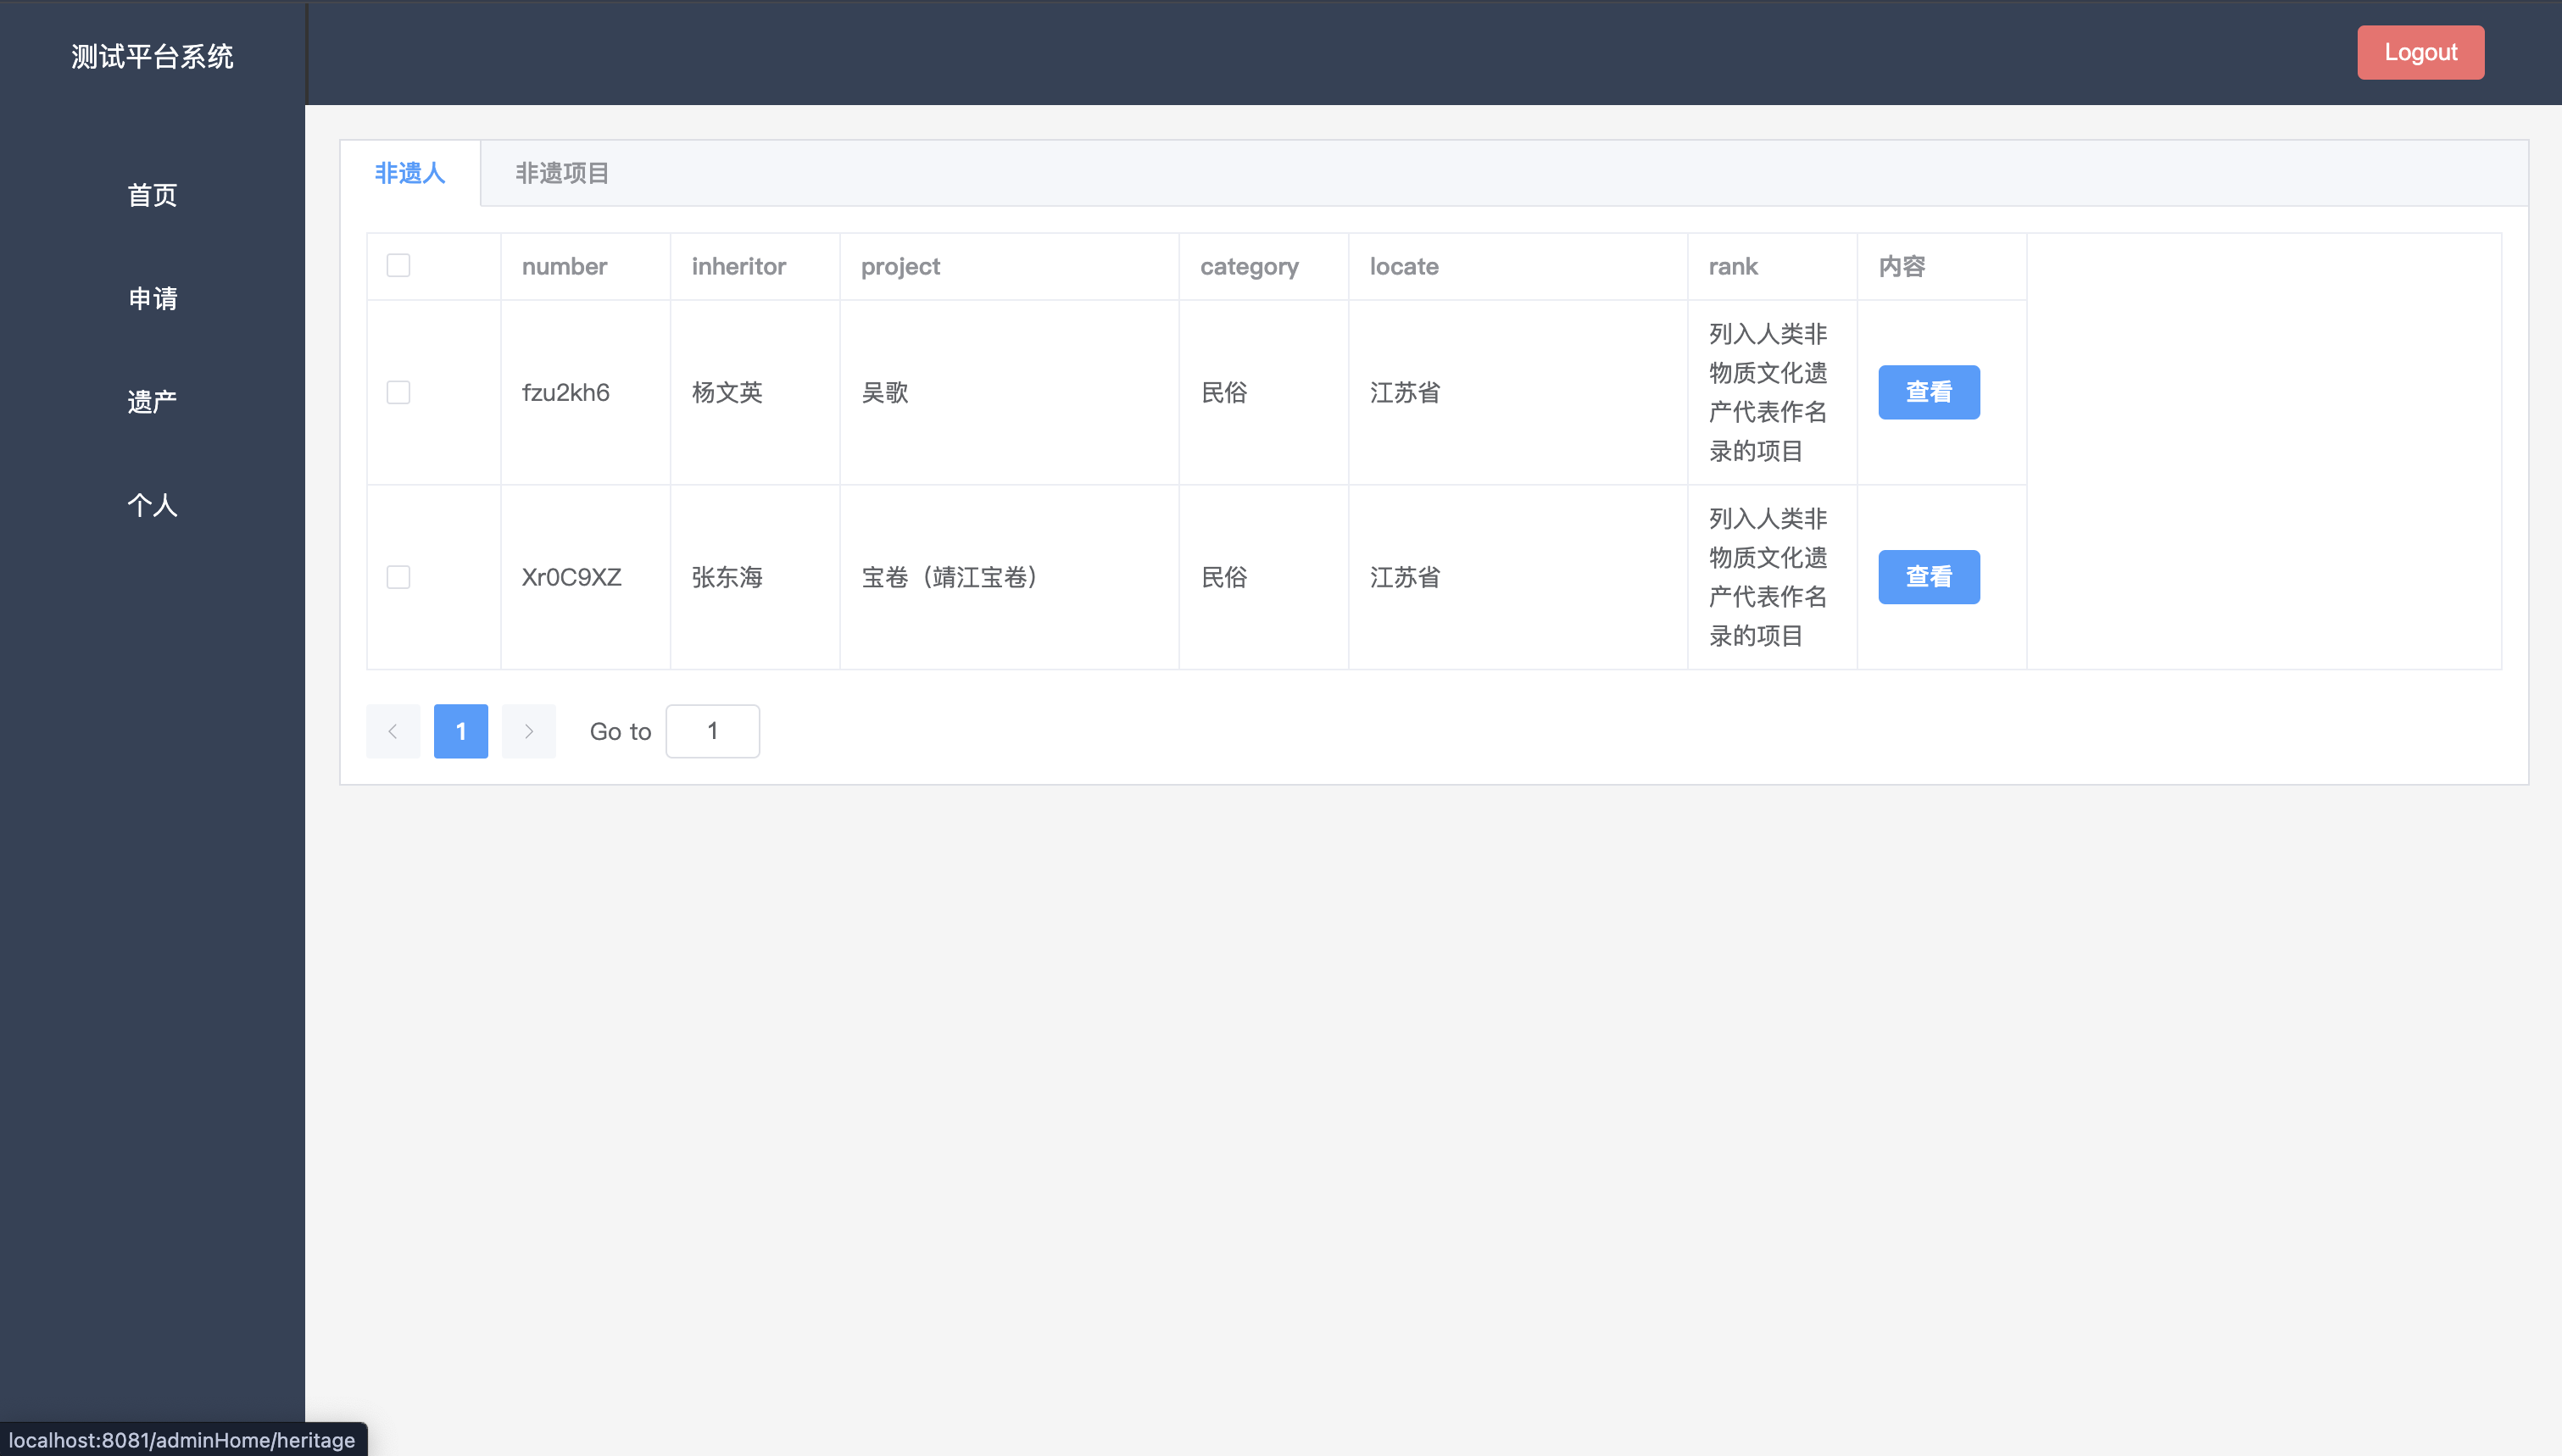 测试平台系统
Logout
首页
申请
遗产
个人
非遗人
非遗项目
number
inheritor
project
category
locate
rank
内容
fzu2kh6
杨文英
吴歌
民俗
江苏省
列入人类非
物质文化遗
产代表作名
录的项目
查看
Xr0C9XZ
张东海
宝卷（靖江宝卷）
民俗
江苏省
列入人类非
物质文化遗
产代表作名
录的项目
查看
1
Go to
1
localhost:8081/adminHome/heritage